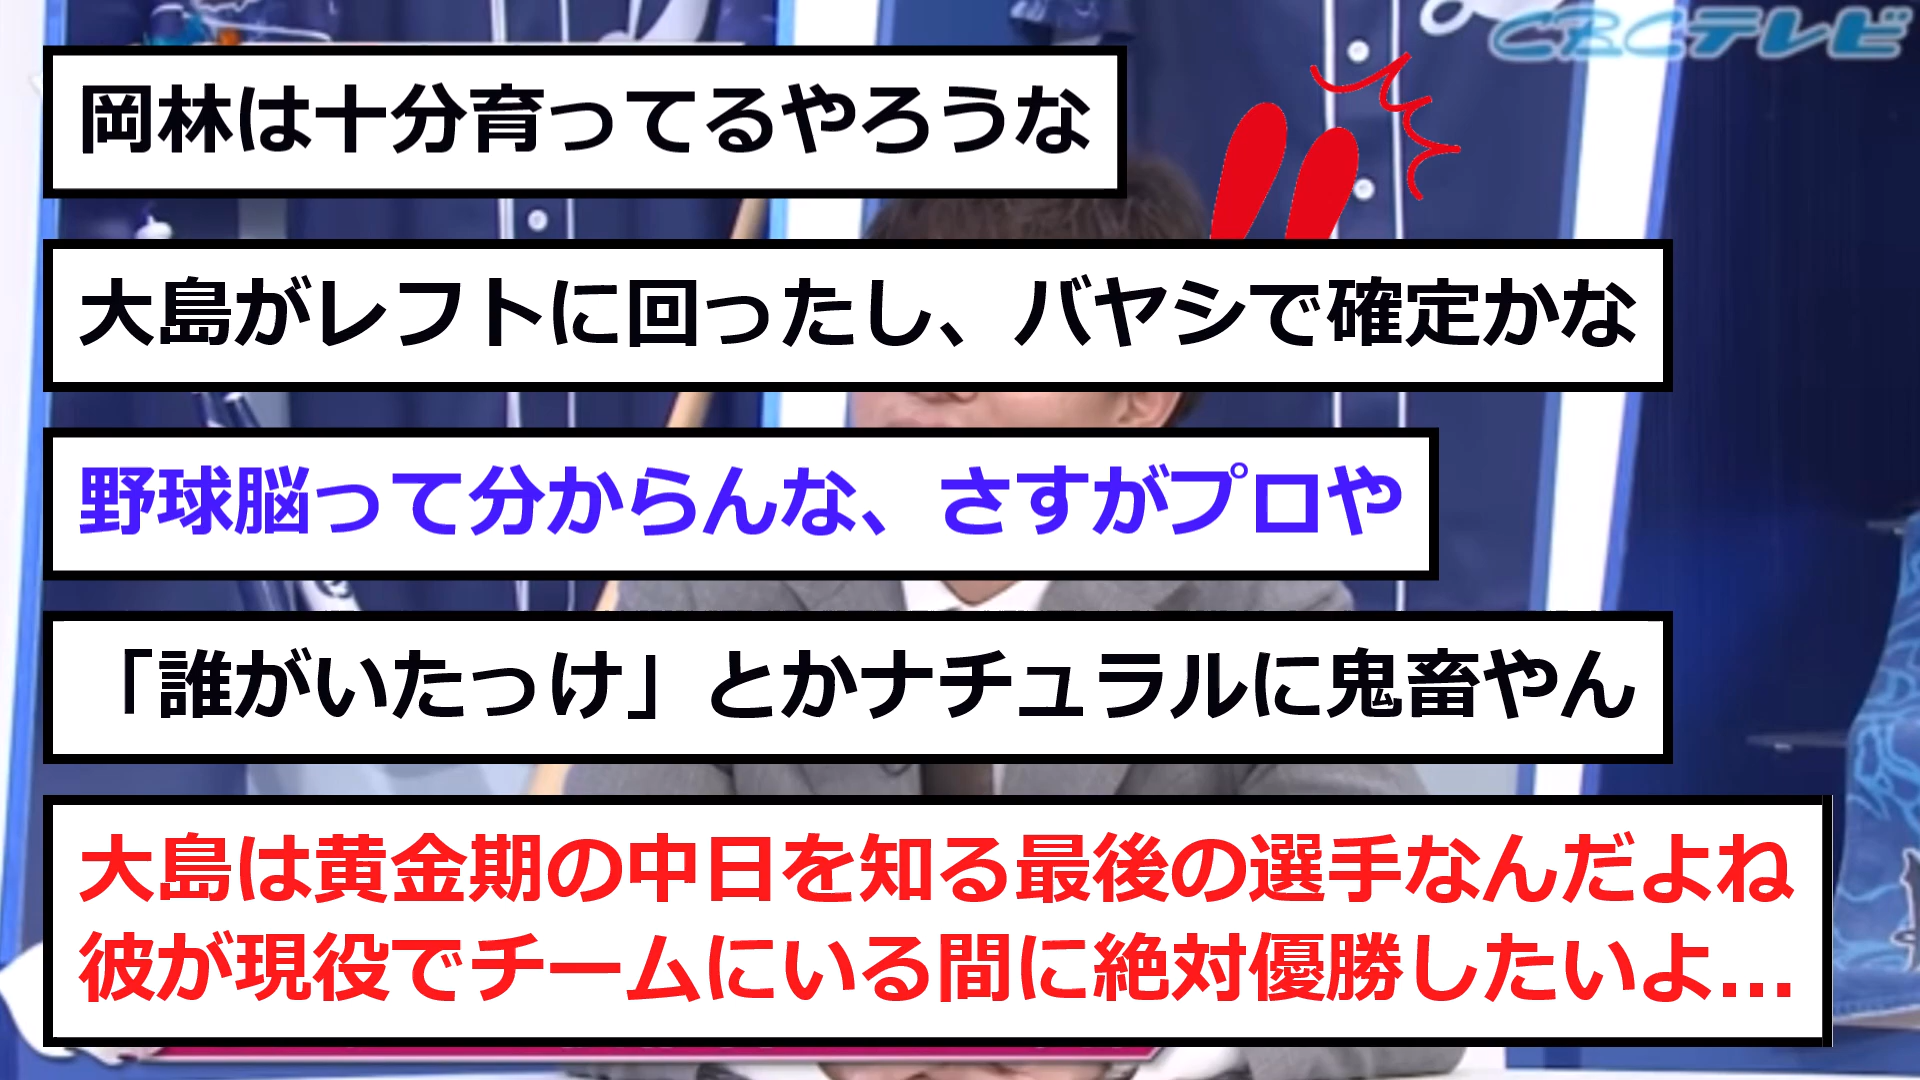 CBCテレビ
岡林は十分育ってるやろうな
大島がレフトに回ったし、バヤシで確定かな
野球脳って分からんな、さすがプロや
「誰がいたっけ」とかナチュラルに鬼畜やん
大島は黄金期の中日を知る最後の選手なんだよね
彼が現役でチームにいる間に絶対優勝したいよ…